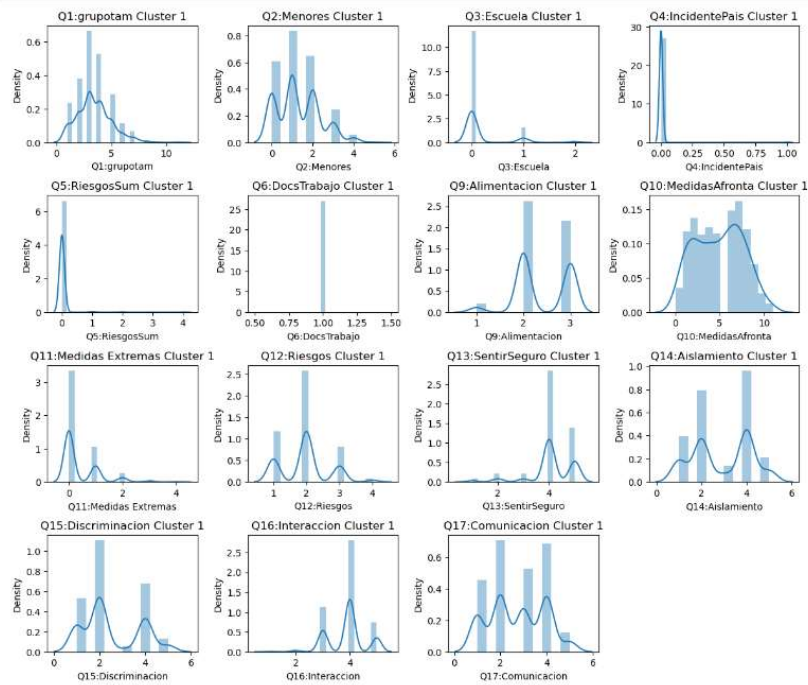 Q1:grupotam Cluster 1
Q2:Menores Cluster 1
Q3:Escuela Cluster 1
Q4:IncidentePais Cluster 1
0.6
0.4
0.2
0.0
Density
0
5
10
Q1:grupotam
0.8
0.6
0.4
0.2
0.0
Density
0
2
4
6
Q2:Menores
10.0
7.5
5.0
2.5
0.0
Density
0
1
2
Q3:Escuela
30
20
10
0
Density
0.00
0.25
0.50
0.75
1.00
Q4:IncidentePais
Q5:RiesgosSum Cluster 1
Q6:DocsTrabajo Cluster 1
Q9:Alimentacion Cluster 1
Q10:MedidasAfronta Cluster 1
6
4
2
0
Density
0
1
2
3
4
Q5:RiesgosSum
25
20
15
10
5
0
Density
0.50
0.75
1.00
1.25
1.50
Q6:DocsTrabajo
2.5
2.0
1.5
1.0
0.5
0.0
Density
1
2
3
Q9:Alimentacion
0.15
0.10
0.05
0.00
Density
0
5
10
Q10:MedidasAfronta
Q11:Medidas Extremas Cluster 1
Q12:Riesgos Cluster 1
Q13:SentirSeguro Cluster 1
Q14:Aislamiento Cluster 1
3
2
1
0
Density
0
2
4
Q11:Medidas Extremas
2.5
2.0
1.5
1.0
0.5
0.0
Density
1
2
3
4
Q12:Riesgos
2.5
2.0
1.5
1.0
0.5
0.0
Density
2
4
Q13:SentirSeguro
1.0
0.8
0.6
0.4
0.2
0.0
Density
0
2
4
6
Q14:Aislamiento
Q15:Discriminacion Cluster 1
Q16:Interaccion Cluster 1
Q17:Comunicacion Cluster 1
1.0
0.8
0.6
0.4
0.2
0.0
Density
0
2
4
6
Q15:Discriminacion
2.5
2.0
1.5
1.0
0.5
0.0
Density
2
4
Q16:Interaccion
0.6
0.4
0.2
0.0
Density
0
2
4
6
Q17:Comunicacion